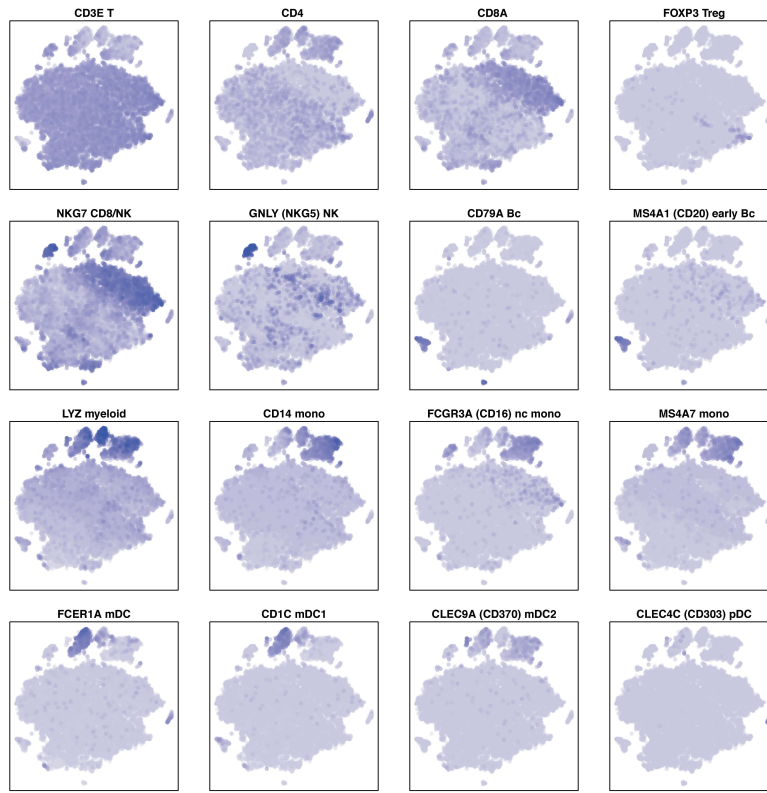 CD3E T
CD4
CD8A
FOXP3 Treg
NKG7 CD8/NK
GNLY (NKG5) NK
CD79A Bc
MS4A1 (CD20) early Bc
LYZ myeloid
CD14 mono
FCGR3A (CD16) nc mono
MS4A7 mono
FCER1A mDC
CD1C mDC1
CLEC9A (CD370) mDC2
CLEC4C (CD303) pDC